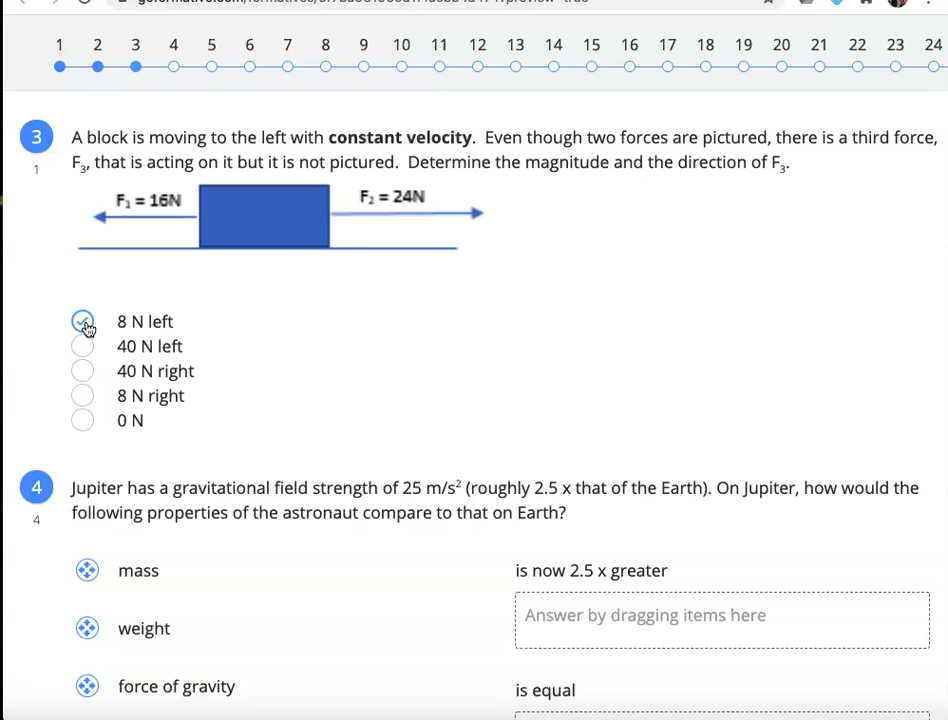 1 2 3 4 5 6 7 8 9 10 11 12 13 14 15 16 17 18 19 20 21 22 23 24
3 A block is moving to the left with constant velocity. Even though two forces are pictured, there is a third force,
1 F₃, that is acting on it but it is not pictured. Determine the magnitude and the direction of F₃.
F₁ = 16N F₂ = 24N
8 N left
40 N left
40 N right
8 N right
0 N
4 Jupiter has a gravitational field strength of 25 m/s² (roughly 2.5 x that of the Earth). On Jupiter, how would the
4 following properties of the astronaut compare to that on Earth?
mass is now 2.5 x greater
Answer by dragging items here
weight
force of gravity is equal